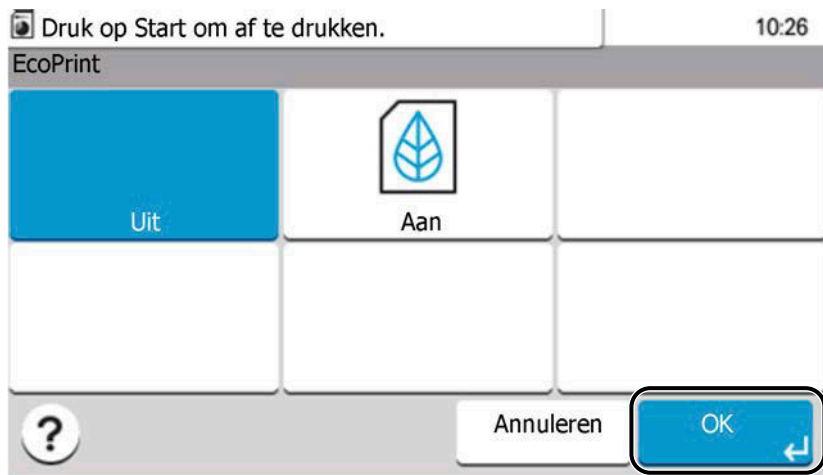 Druk op Start om af te drukken.
10:26
EcoPrint
Uit
Aan
?
Annuleren
OK